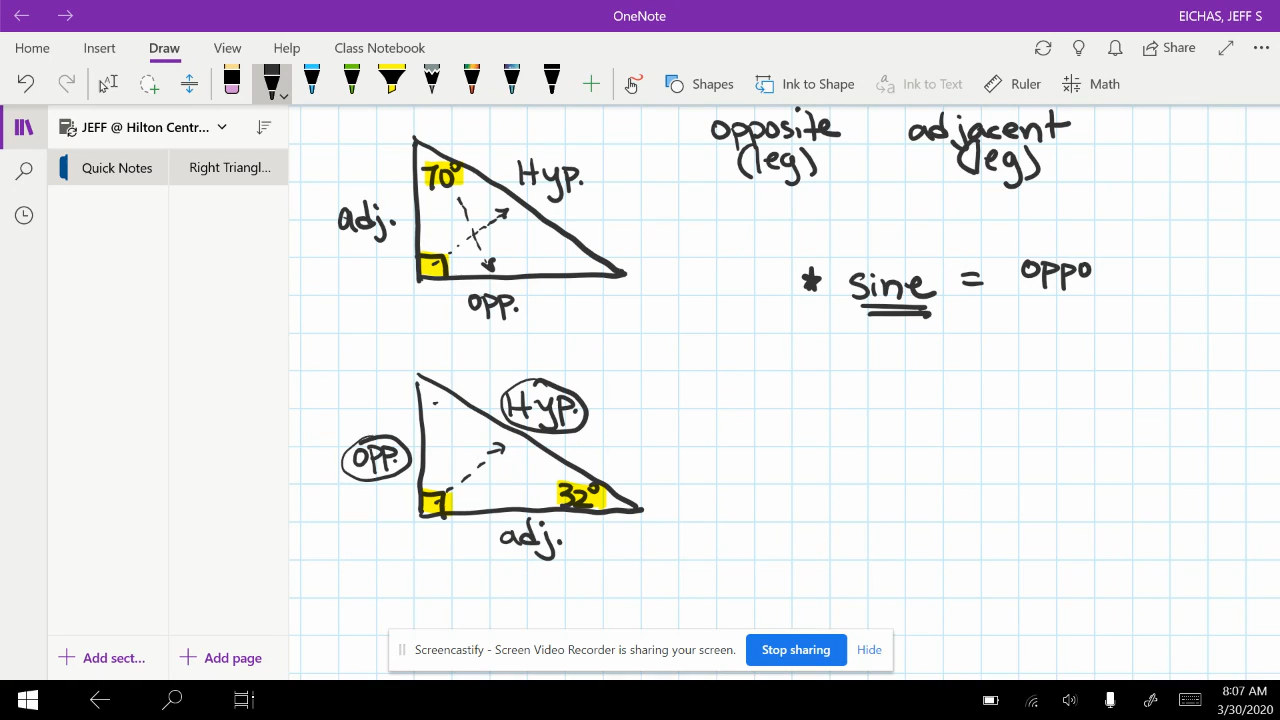 OneNote
EICHAS, JEFF S
Home Insert Draw View Help Class Notebook Share
Shapes Ink to Shape Ink to Text Ruler Math
JEFF @ Hilton Centr...
Quick Notes
Right Triangl...
opposite adjacent
(leg) (leg)
70°
Hyp.
adj.
opp.
* sine = oppo
Hyp.
opp.
32°
adj.
Screencastify - Screen Video Recorder is sharing your screen. Stop sharing Hide
Add sect... Add page
8:07 AM
3/30/2020